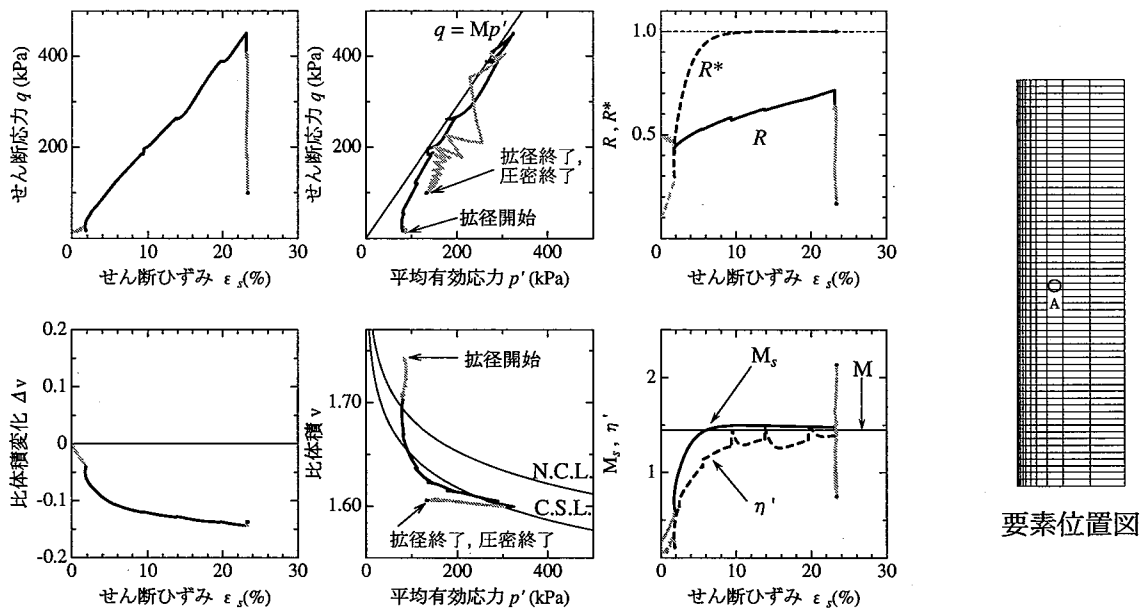 せん断応力 q (kPa)
400
200
0
10
20
30
せん断ひずみ εs(%)
せん断応力 q (kPa)
q = Mp'
400
200
拡径終了,
圧密終了
拡径開始
0
200
400
平均有効応力 p' (kPa)
R , R*
1.0
R*
0.5
R
0
10
20
30
せん断ひずみ εs(%)
A
要素位置図
比体積変化 Δv
0.2
0.1
0
-0.1
-0.2
0
10
20
30
せん断ひずみ εs(%)
比体積 v
拡径開始
1.70
1.60
N.C.L.
C.S.L.
拡径終了, 圧密終了
0
200
400
平均有効応力 p' (kPa)
Ms , η'
2
1
Ms
M
η'
0
10
20
30
せん断ひずみ εs(%)